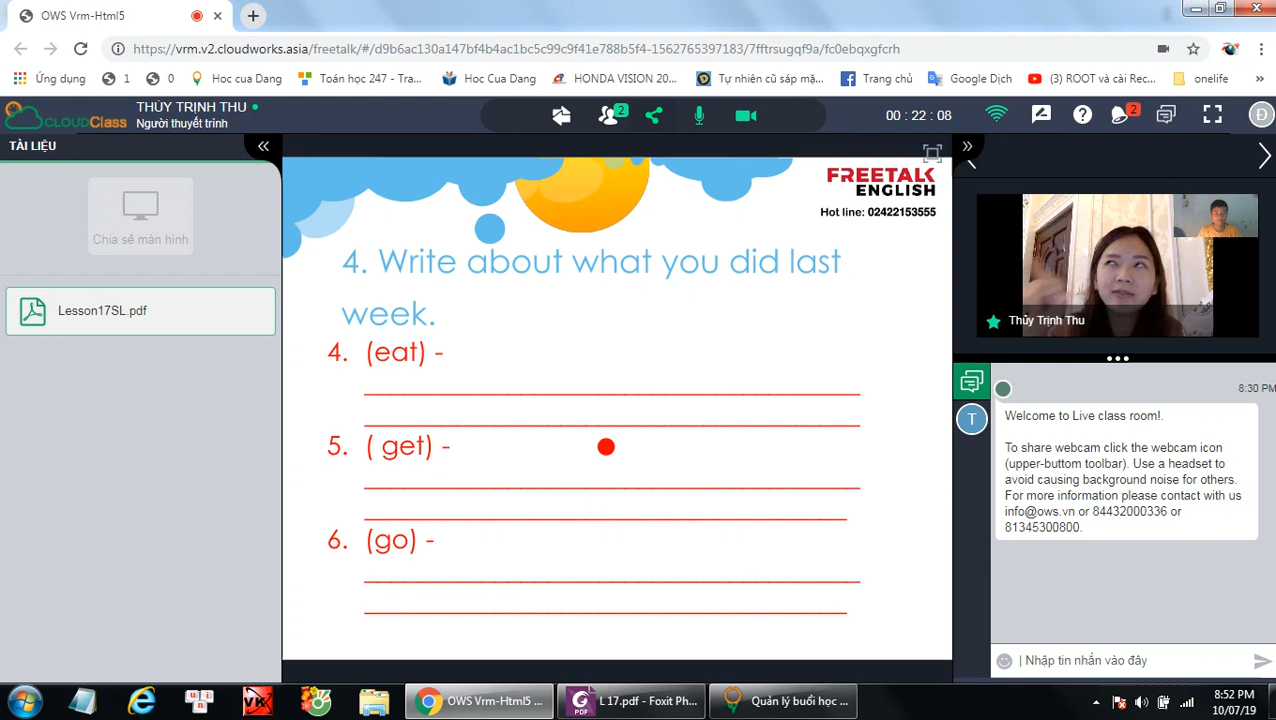 OWS Vrm-Html5
https://vrm.v2.cloudworks.asia/freetalk/#/d9b6ac130a147bf4b4ac1bc5c99c9f41e788b5f4-1562765397183/7fftrsugqf9a/fc0ebqxgfcrh
Ứng dụng 1 0 Hoc cua Dang Toán học 247 - Tra... Học Cua Dang HONDA VISION 20... Tự nhiên cũ sáp mặ... Trang chủ Google Dịch (3) ROOT và cài Rec... onelife »
CLOUDClass
THỦY TRỊNH THU
Người thuyết trình
2
00 : 22 : 08
2
Đ
TÀI LIỆU
Chia sẻ màn hình
Lesson17SL.pdf
FREETALK
ENGLISH
Hot line: 02422153555
4. Write about what you did last
week.
4. (eat) -
5. ( get) -
6. (go) -
Thủy Trịnh Thu
8:30 PM
T
Welcome to Live class room!.
To share webcam click the webcam icon
(upper-buttom toolbar). Use a headset to
avoid causing background noise for others.
For more information please contact with us
info@ows.vn or 84432000336 or
81345300800.
Nhập tin nhắn vào đây
OWS Vrm-Html5 ...
L 17.pdf - Foxit Ph...
Quản lý buổi học ...
8:52 PM
10/07/19